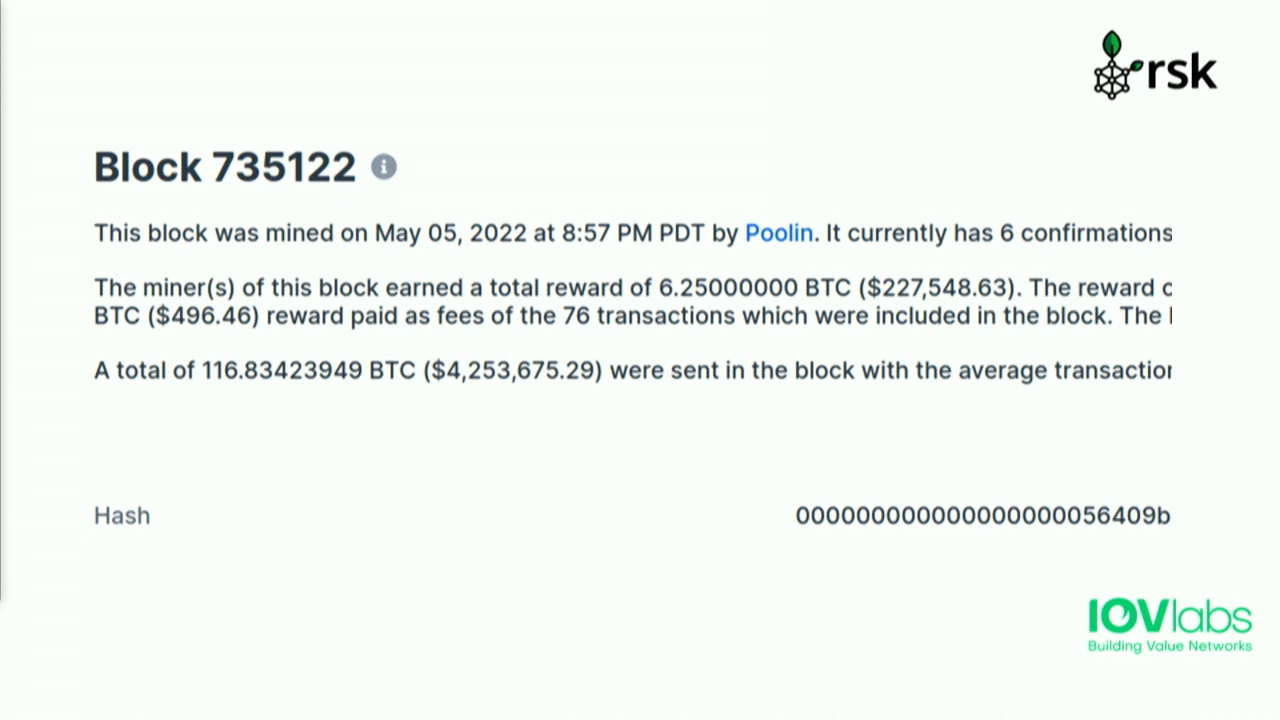 rsk
Block 735122
This block was mined on May 05, 2022 at 8:57 PM PDT by Poolin. It currently has 6 confirmations
The miner(s) of this block earned a total reward of 6.25000000 BTC ($227,548.63). The reward c
BTC ($496.46) reward paid as fees of the 76 transactions which were included in the block. The
A total of 116.83423949 BTC ($4,253,675.29) were sent in the block with the average transaction
Hash 0000000000000000000056409b
IOVlabs
Building Value Networks